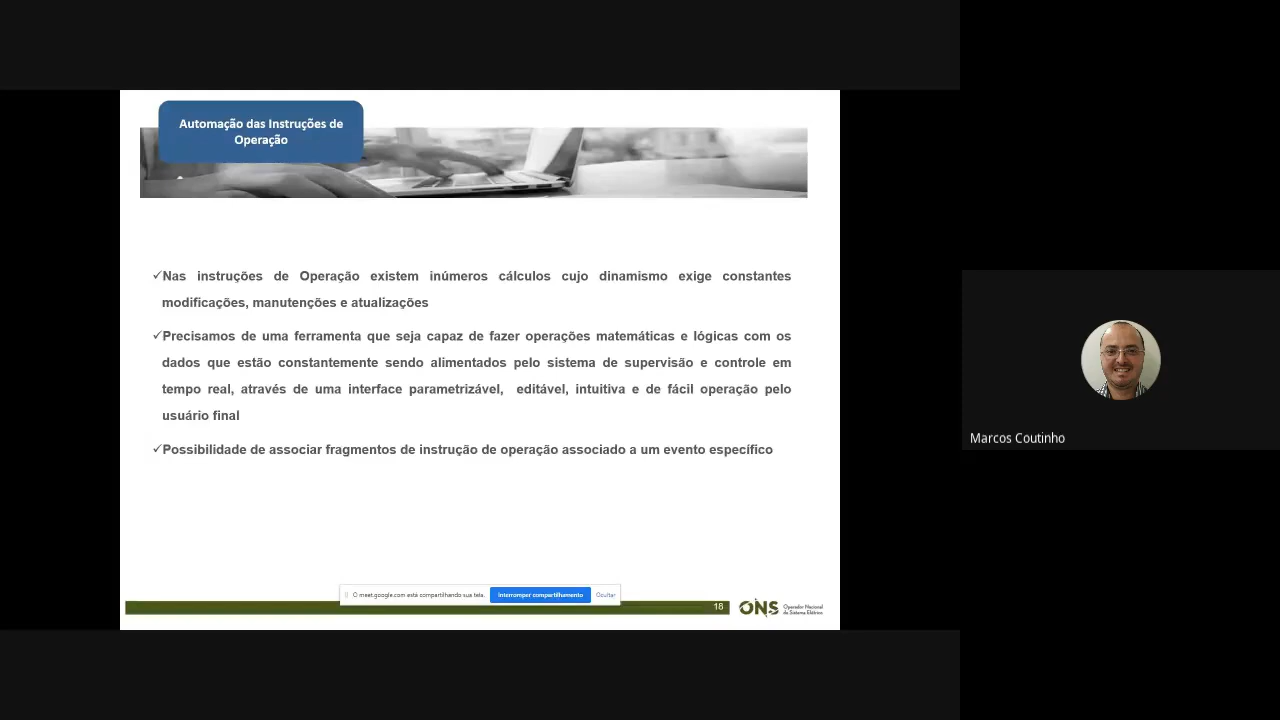 Automação das Instruções de
Operação
✓Nas instruções de Operação existem inúmeros cálculos cujo dinamismo exige constantes
modificações, manutenções e atualizações
✓Precisamos de uma ferramenta que seja capaz de fazer operações matemáticas e lógicas com os
dados que estão constantemente sendo alimentados pelo sistema de supervisão e controle em
tempo real, através de uma interface parametrizável, editável, intuitiva e de fácil operação pelo
usuário final
✓Possibilidade de associar fragmentos de instrução de operação associado a um evento específico
Marcos Coutinho
O meet.google.com está compartilhando sua tela. Interromper compartilhamento Ocultar
18
ONS Operador Nacional
do Sistema Elétrico